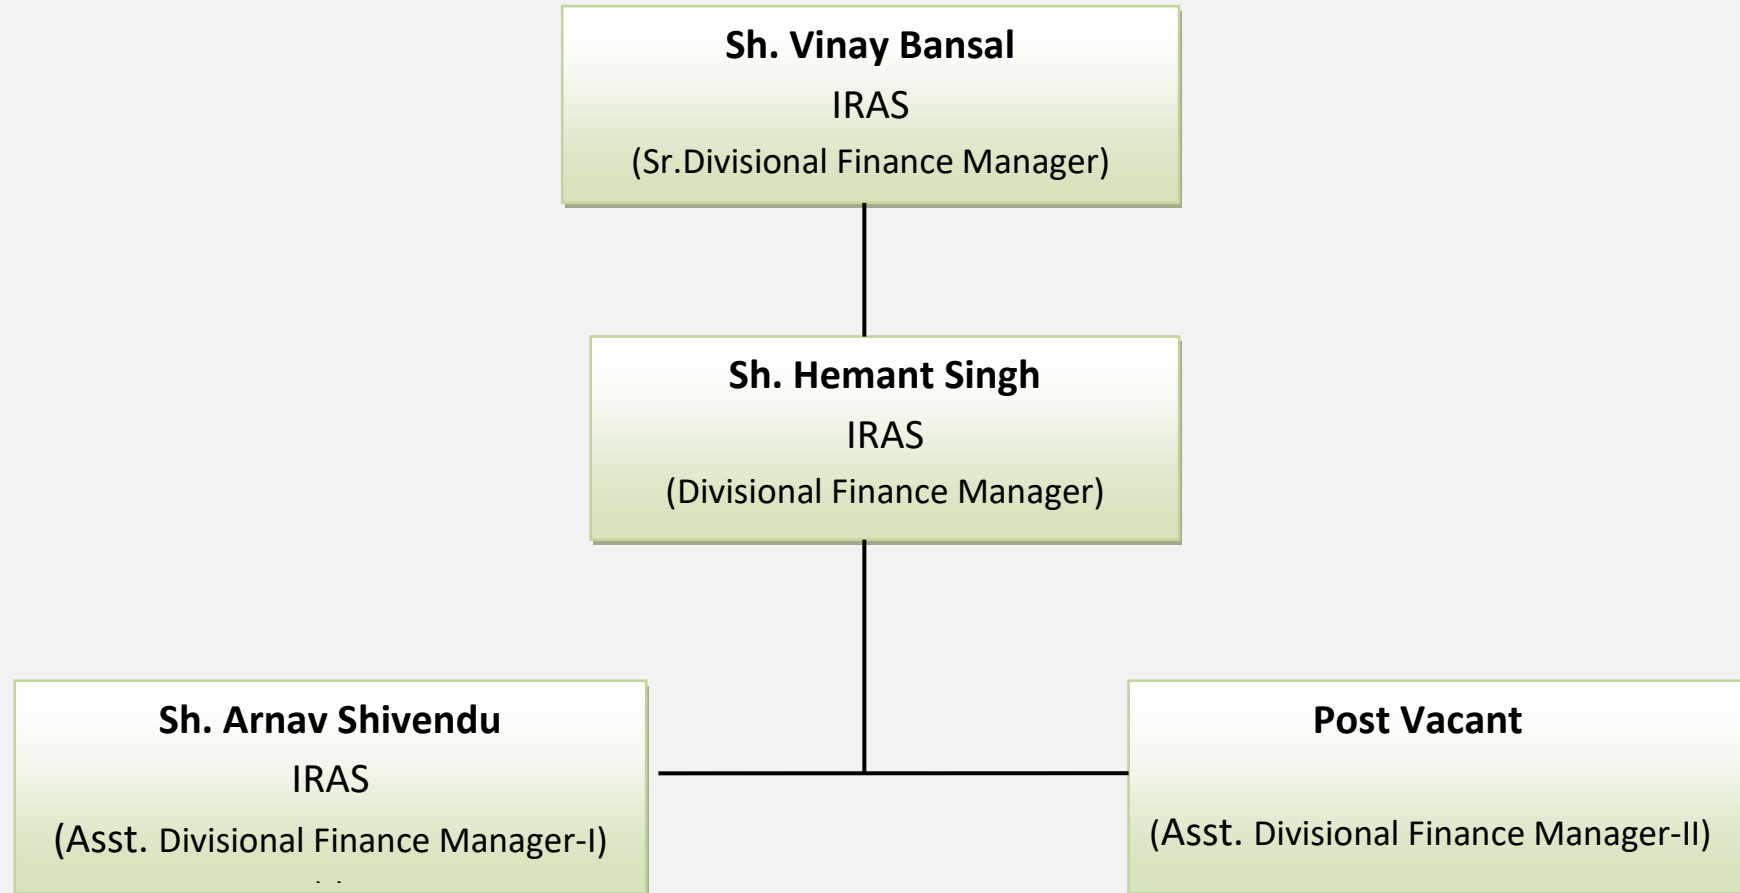 Sh. Vinay Bansal
IRAS
(Sr.Divisional Finance Manager)
Sh. Hemant Singh
IRAS
(Divisional Finance Manager)
Sh. Arnav Shivendu
IRAS
(Asst. Divisional Finance Manager-I)
Post Vacant
(Asst. Divisional Finance Manager-II)